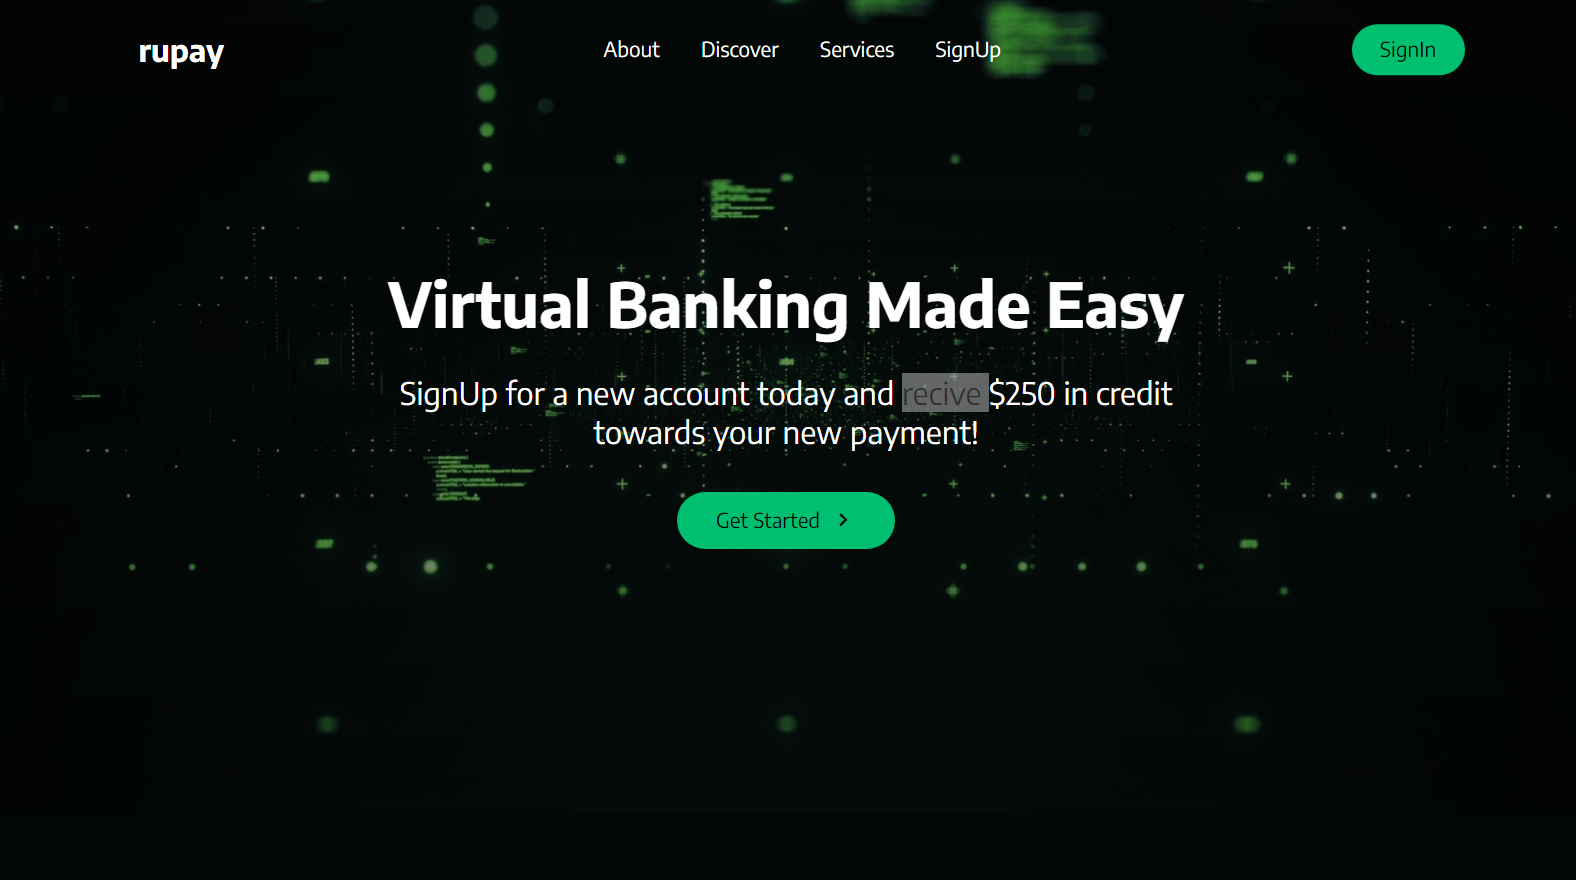 rupay
About
Discover
Services
SignUp
SignIn
Virtual Banking Made Easy
SignUp for a new account today and recive $250 in credit
towards your new payment!
Get Started